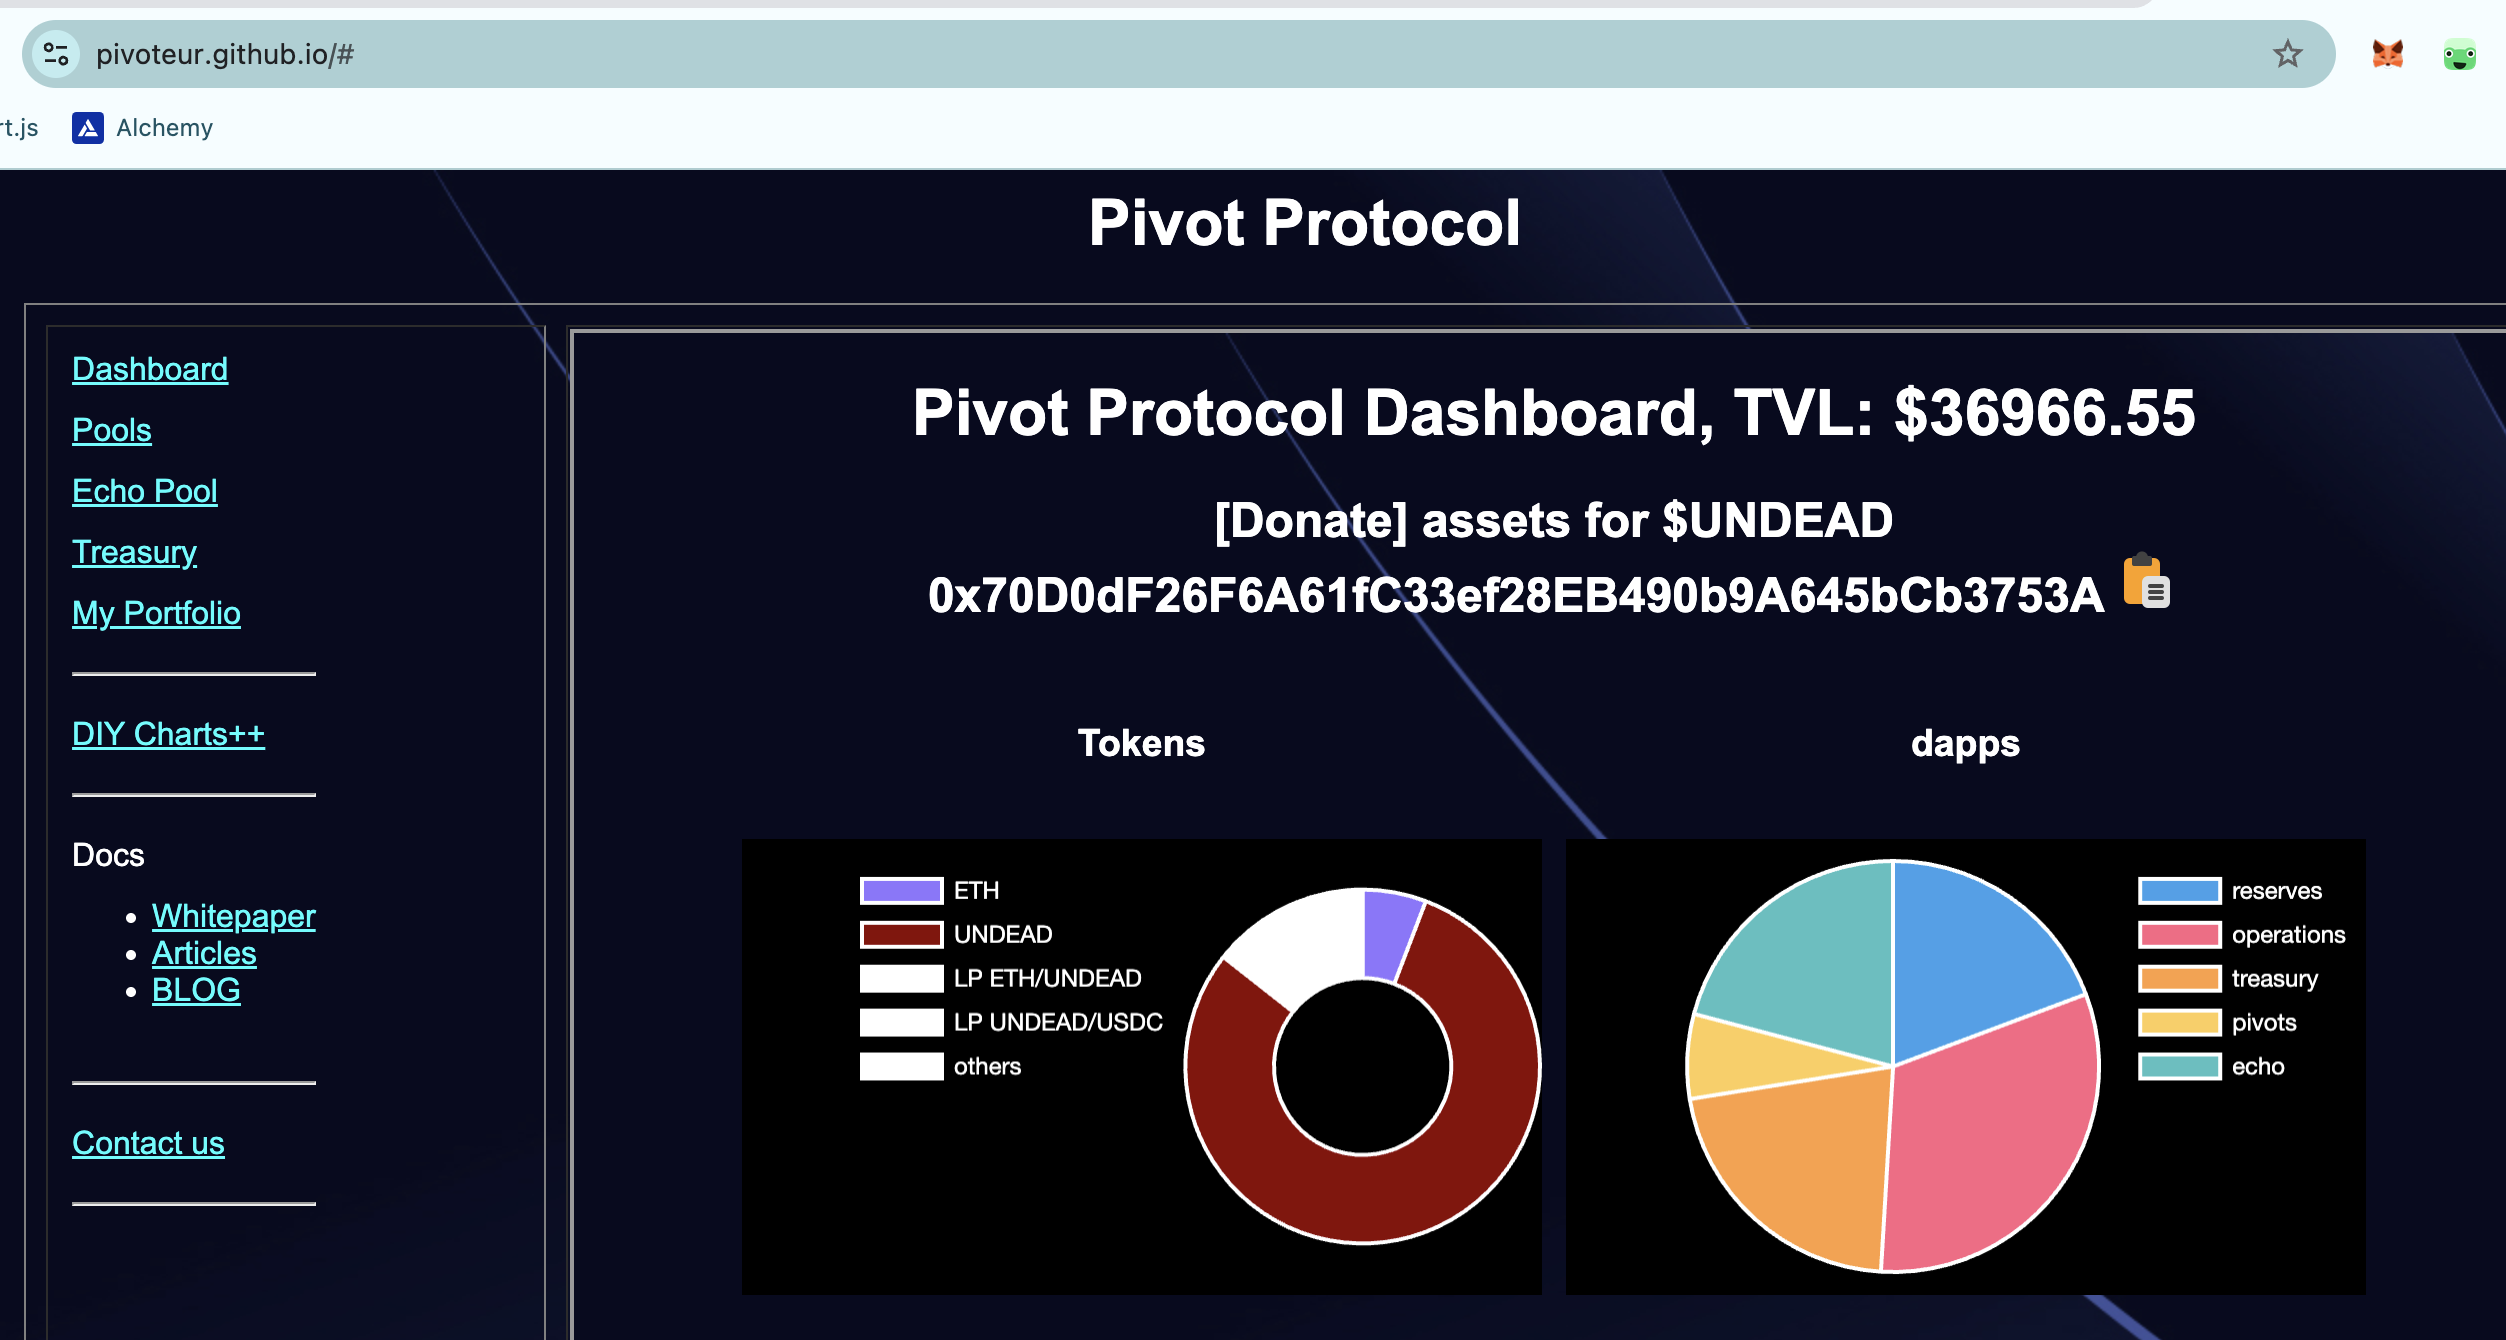 pivoteur.github.io/#
rt.js
Alchemy
Pivot Protocol
Dashboard
Pools
Echo Pool
Treasury
My Portfolio
DIY Charts++
Docs
Whitepaper
Articles
BLOG
Contact us
Pivot Protocol Dashboard, TVL: $36966.55
[Donate] assets for $UNDEAD
0x70D0dF26F6A61fC33ef28EB490b9A645bCb3753A
Tokens
ETH
UNDEAD
LP ETH/UNDEAD
LP UNDEAD/USDC
others
dapps
reserves
operations
treasury
pivots
echo